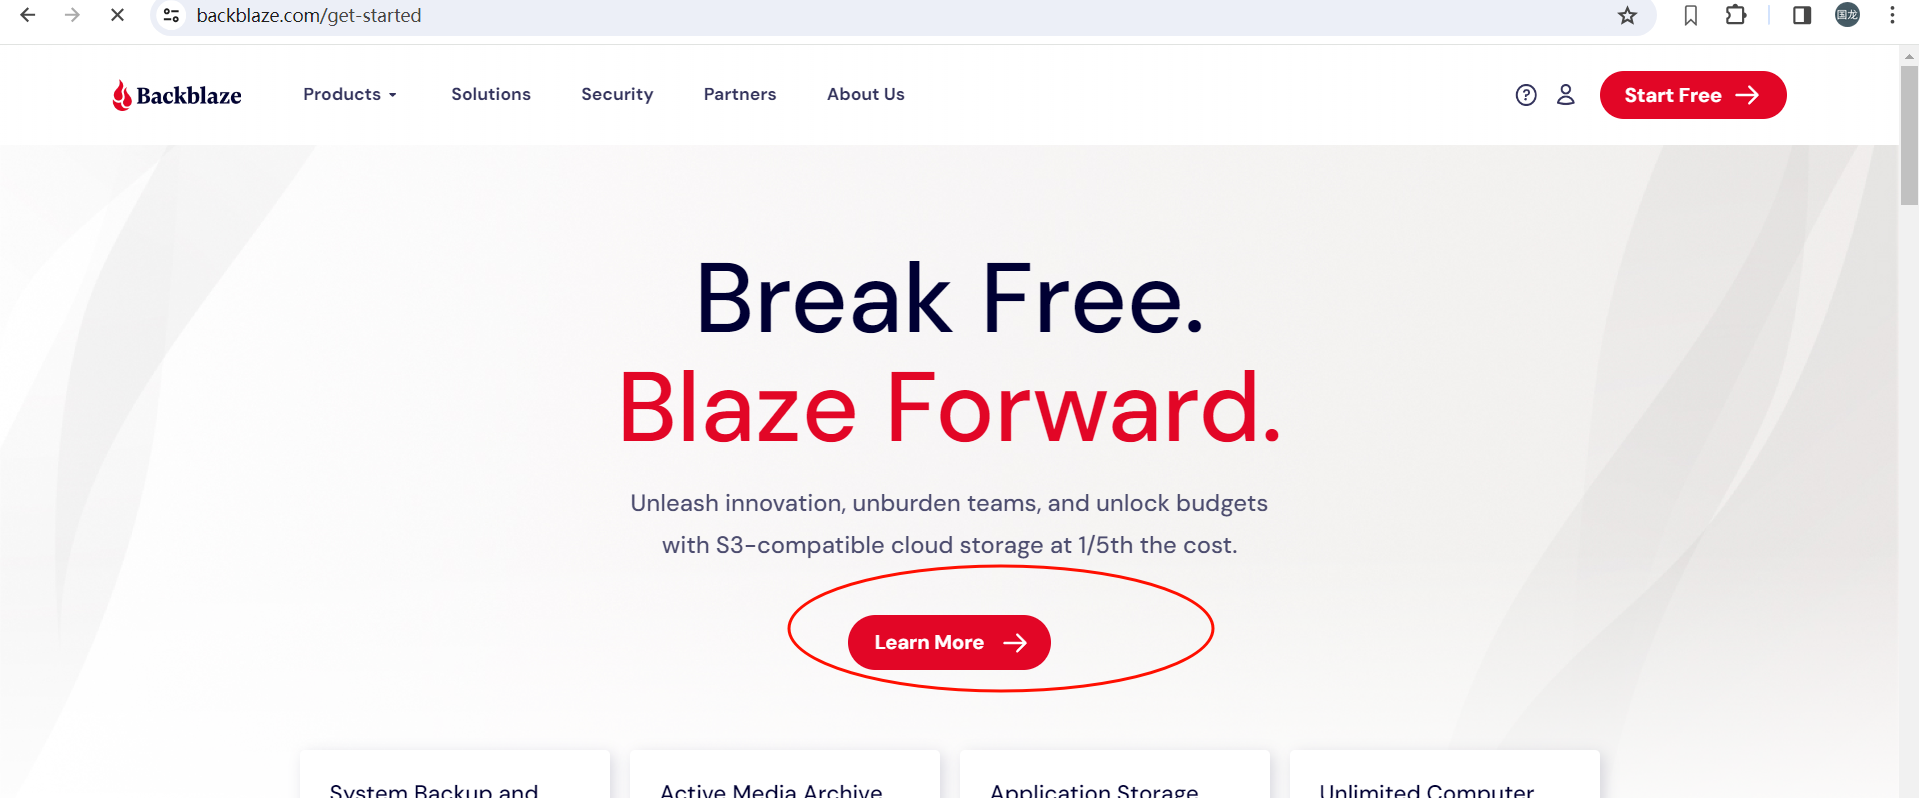 backblaze.com/get-started
国龙
Backblaze
Products
Solutions
Security
Partners
About Us
Start Free
Break Free.
Blaze Forward.
Unleash innovation, unburden teams, and unlock budgets
with S3-compatible cloud storage at 1/5th the cost.
Learn More
System Backup and
Active Media Archive
Application Storage
Unlimited Computer